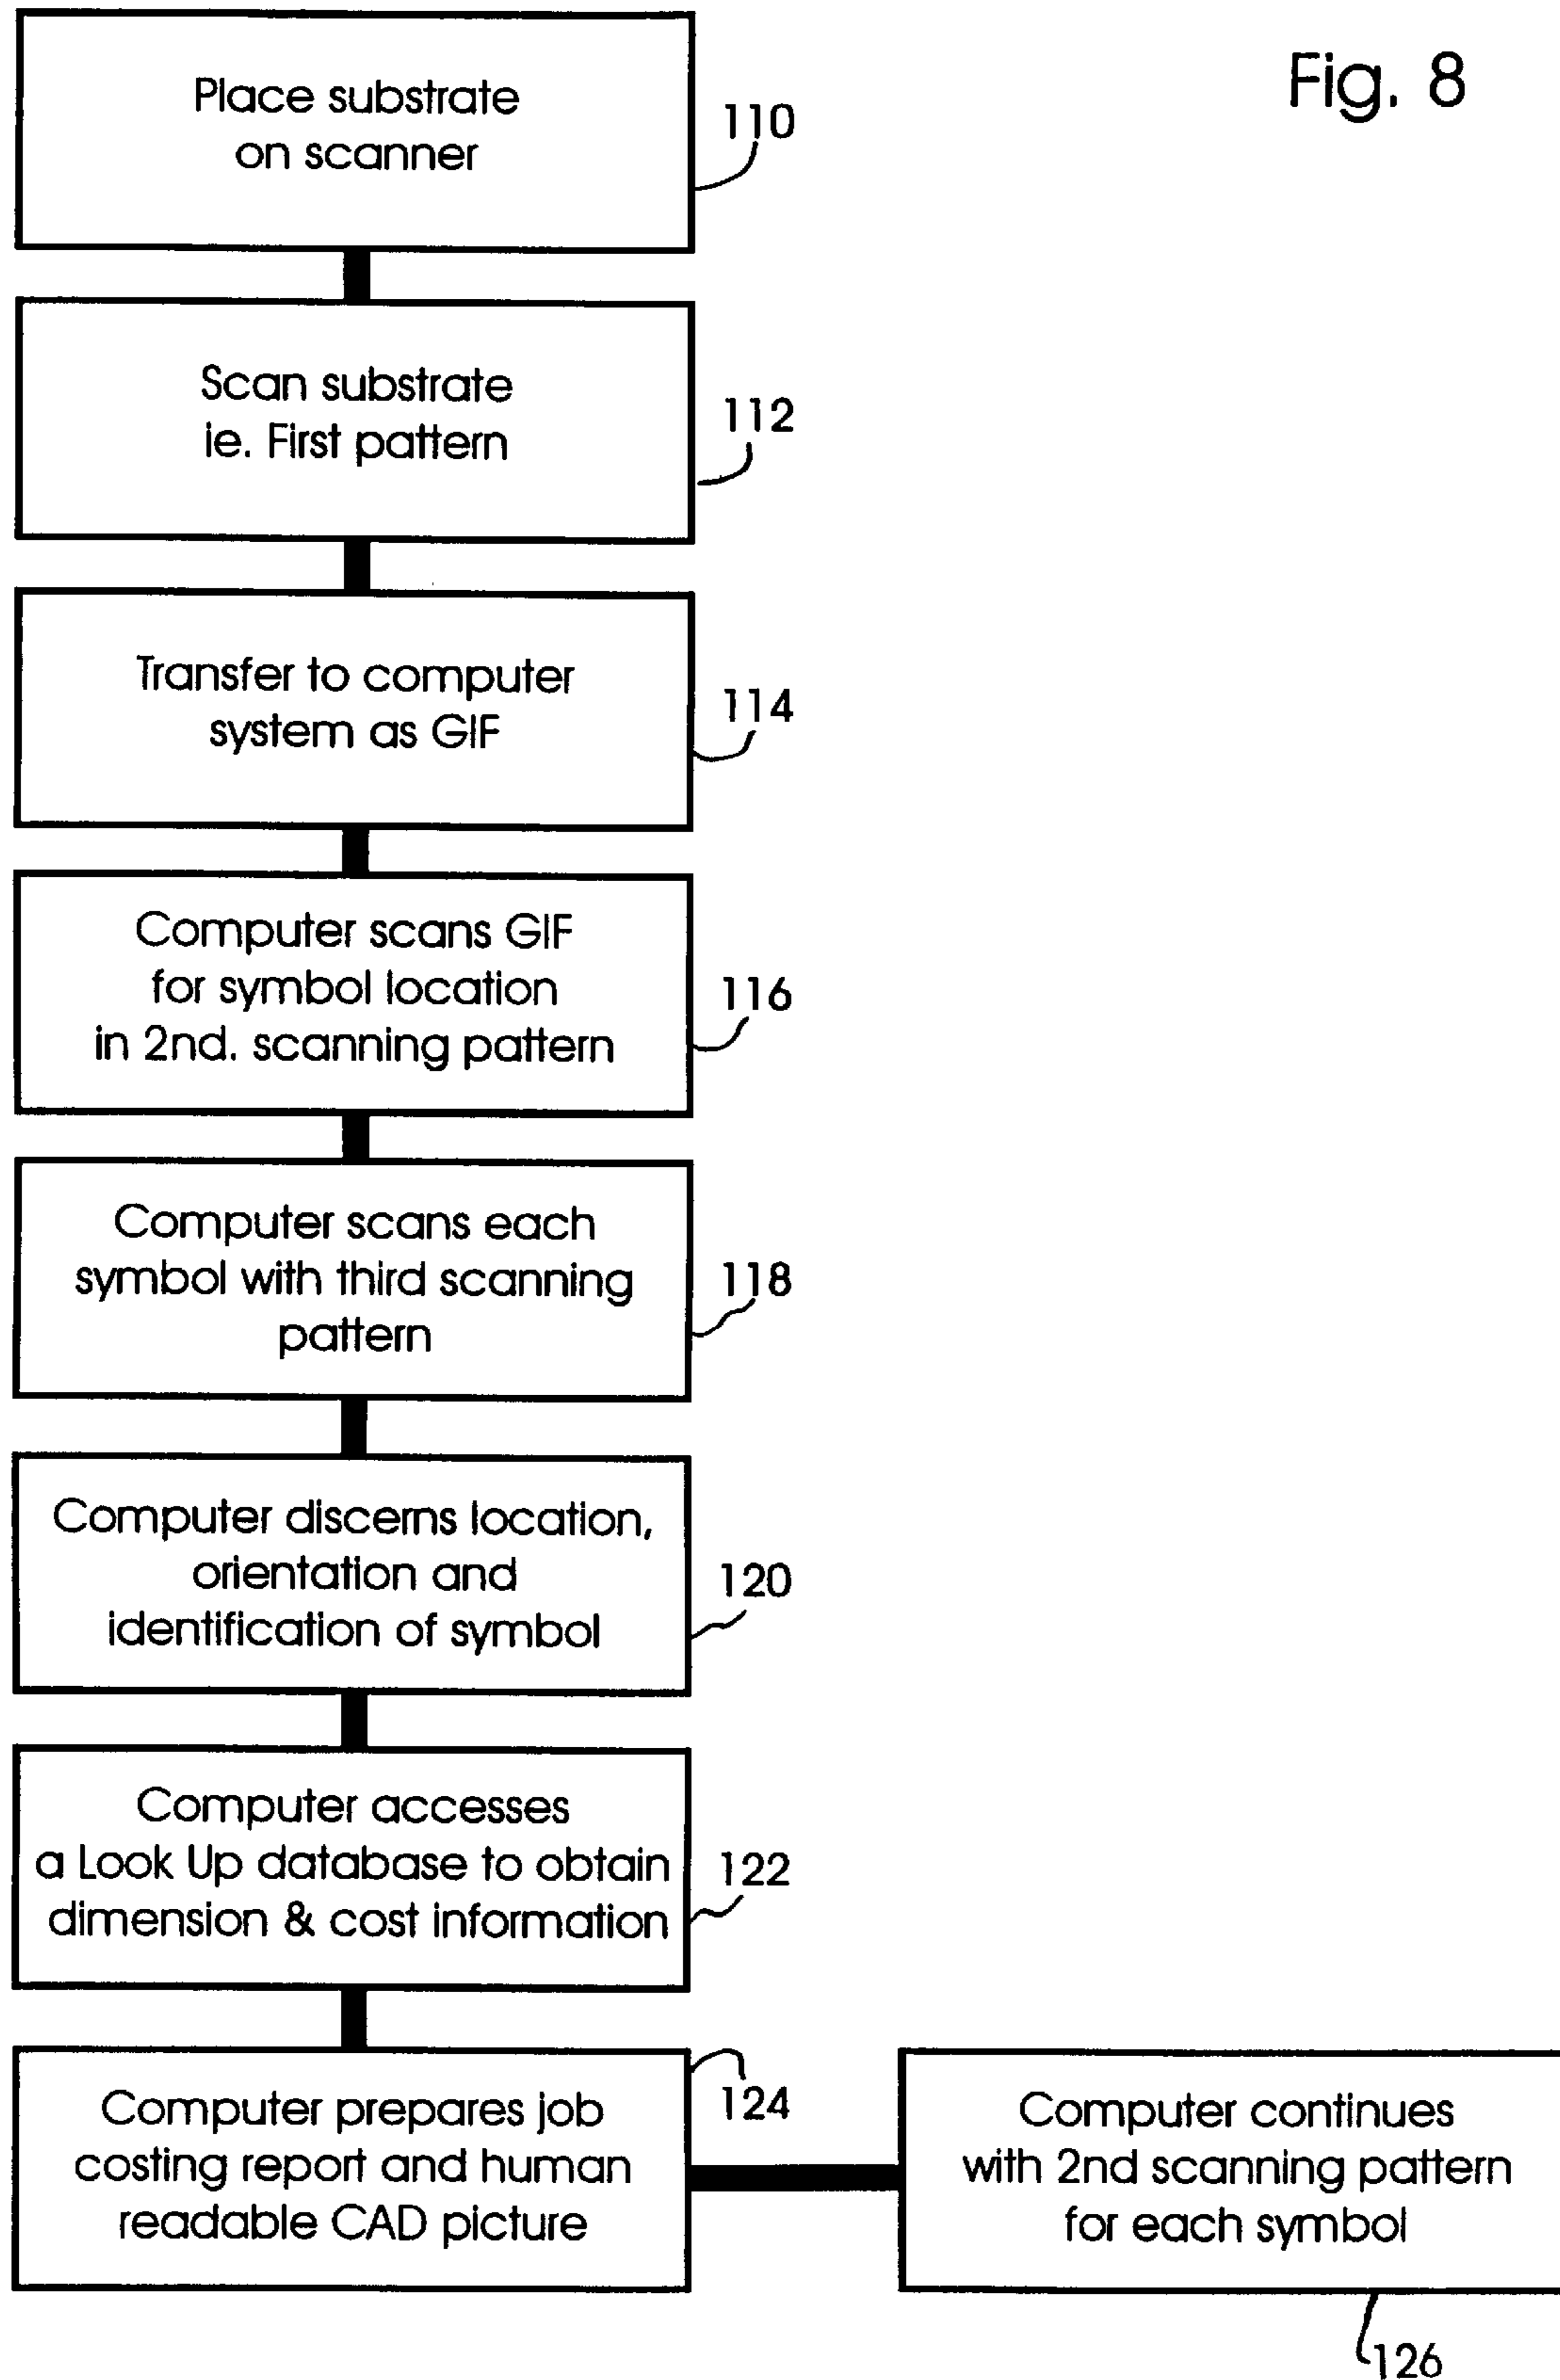 Fig. 8
Place substrate
on scanner
110
Scan substrate
ie. First pattern
112
Transfer to computer
system as GIF
114
Computer scans GIF
for symbol location
in 2nd. scanning pattern
116
Computer scans each
symbol with third scanning
pattern
118
Computer discerns location,
orientation and
identification of symbol
120
Computer accesses
a Look Up database to obtain
dimension & cost information
122
Computer prepares job
costing report and human
readable CAD picture
124
Computer continues
with 2nd scanning pattern
for each symbol
126